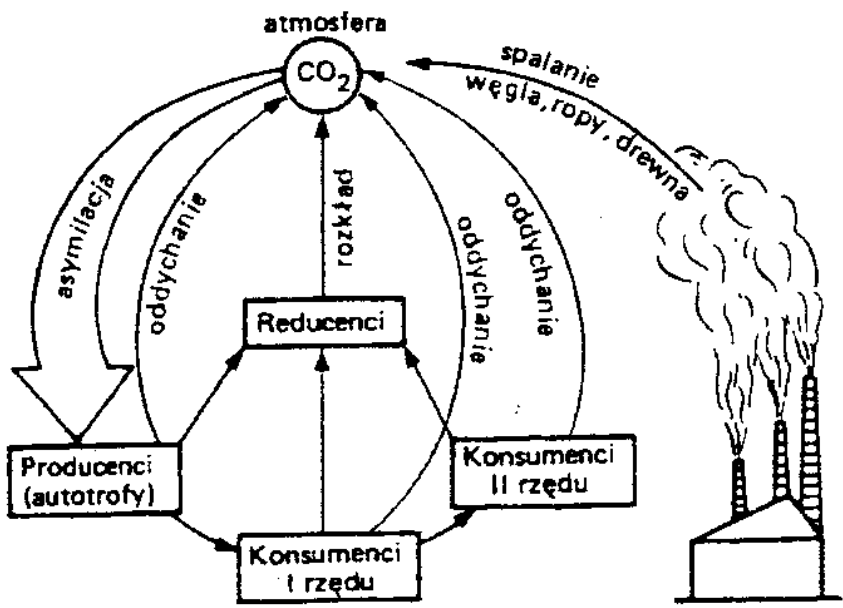 atmosfera
CO₂
spalanie
węgla, ropy, drewna
asymilacja
oddychanie
rozkład
oddychanie
oddychanie
Reducenci
Producenci
(autotrofy)
Konsumenci
II rzędu
Konsumenci
I rzędu